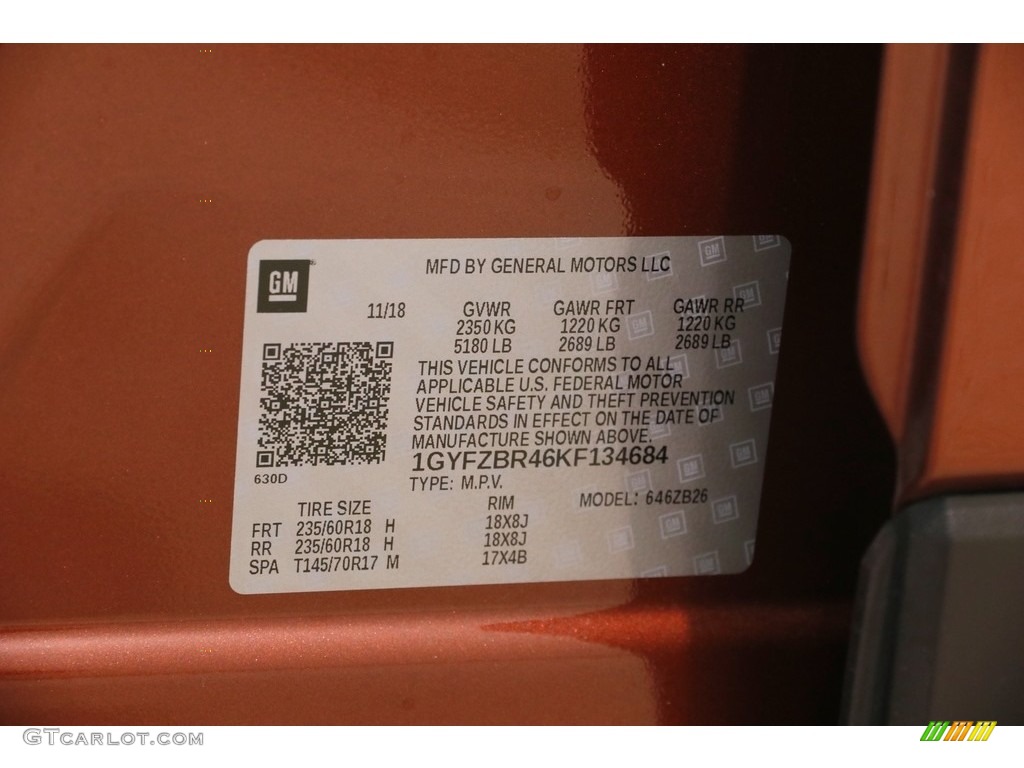 GM
MFD BY GENERAL MOTORS LLC
11/18 GVWR GAWR FRT GAWR RR
2350 KG 1220 KG 1220 KG
5180 LB 2689 LB 2689 LB
THIS VEHICLE CONFORMS TO ALL
APPLICABLE U.S. FEDERAL MOTOR
VEHICLE SAFETY AND THEFT PREVENTION
STANDARDS IN EFFECT ON THE DATE OF
MANUFACTURE SHOWN ABOVE.
1GYFZBR46KF134684
630D
TYPE: M.P.V. MODEL: 646ZB26
TIRE SIZE RIM
FRT 235/60R18 H 18X8J
RR 235/60R18 H 18X8J
SPA T145/70R17 M 17X4B
GTCARLOT.COM